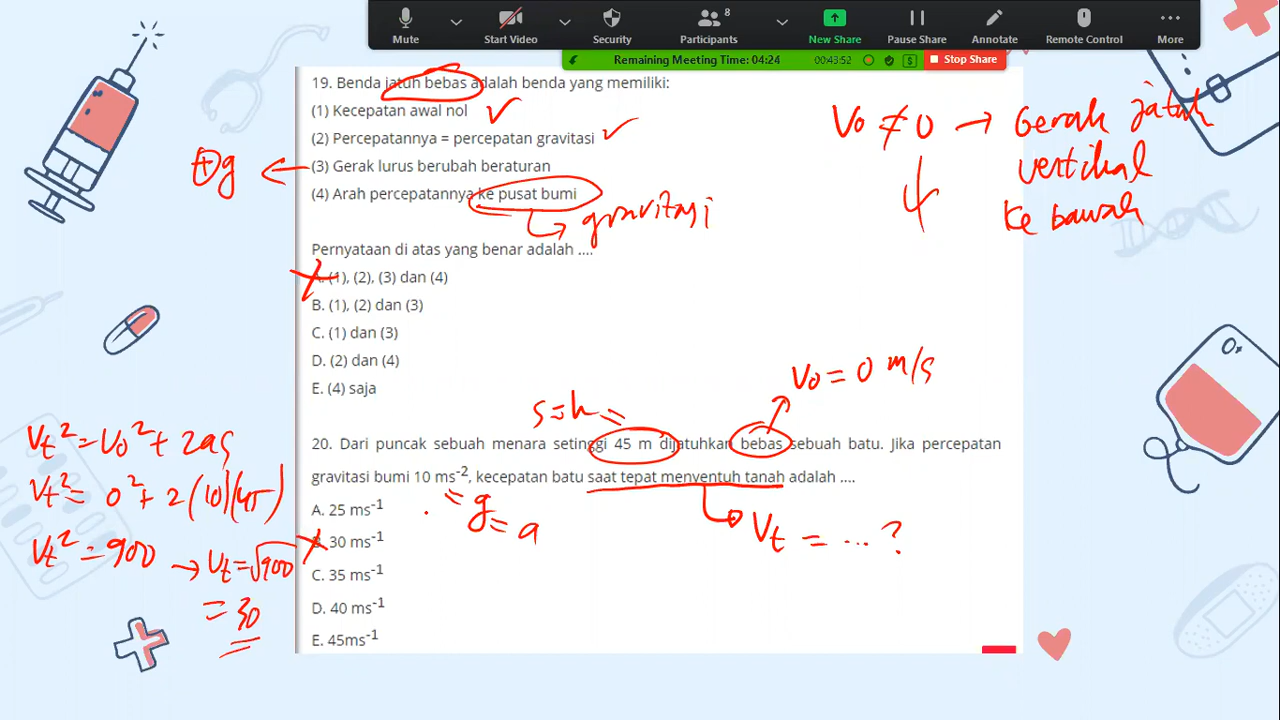 Mute
Start Video
Security
Participants
8
New Share
Pause Share
Annotate
Remote Control
More
Remaining Meeting Time: 04:24
00:43:52
Stop Share
19. Benda jatuh bebas adalah benda yang memiliki:
(1) Kecepatan awal nol
(2) Percepatannya = percepatan gravitasi
(3) Gerak lurus berubah beraturan
(4) Arah percepatannya ke pusat bumi
⊕g
gravitasi
V₀ ≠ 0 → Gerak jatuh
vertikal
ke bawah
Pernyataan di atas yang benar adalah ....
A. (1), (2), (3) dan (4)
B. (1), (2) dan (3)
C. (1) dan (3)
D. (2) dan (4)
E. (4) saja
V₀ = 0 m/s
s = h =
20. Dari puncak sebuah menara setinggi 45 m dijatuhkan bebas sebuah batu. Jika percepatan
gravitasi bumi 10 ms⁻², kecepatan batu saat tepat menyentuh tanah adalah ....
= g
= a
Vt = ... ?
A. 25 ms⁻¹
B. 30 ms⁻¹
C. 35 ms⁻¹
D. 40 ms⁻¹
E. 45ms⁻¹
Vt² = V₀² + 2as
Vt² = 0² + 2(10)(45)
Vt² = 900 → Vt = √900
= 30